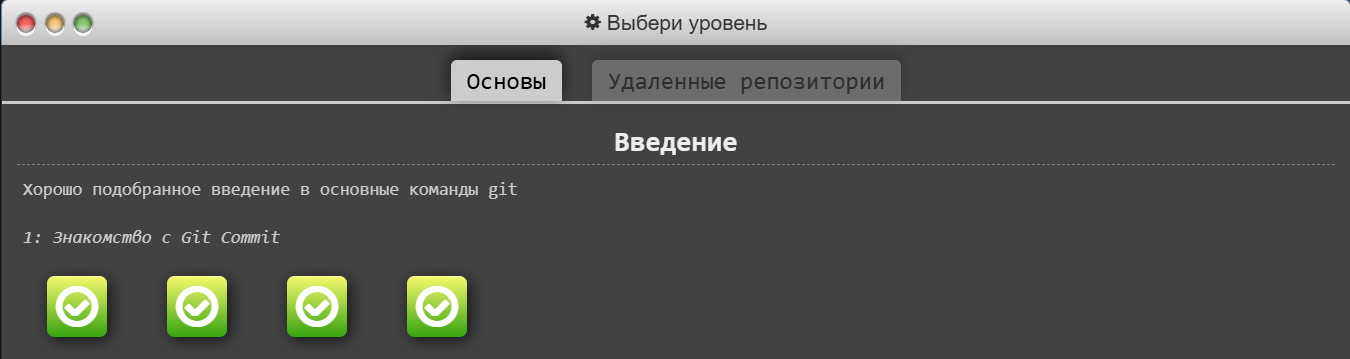 Выбери уровень
Основы
Удаленные репозитории
Введение
Хорошо подобранное введение в основные команды git
1: Знакомство с Git Commit